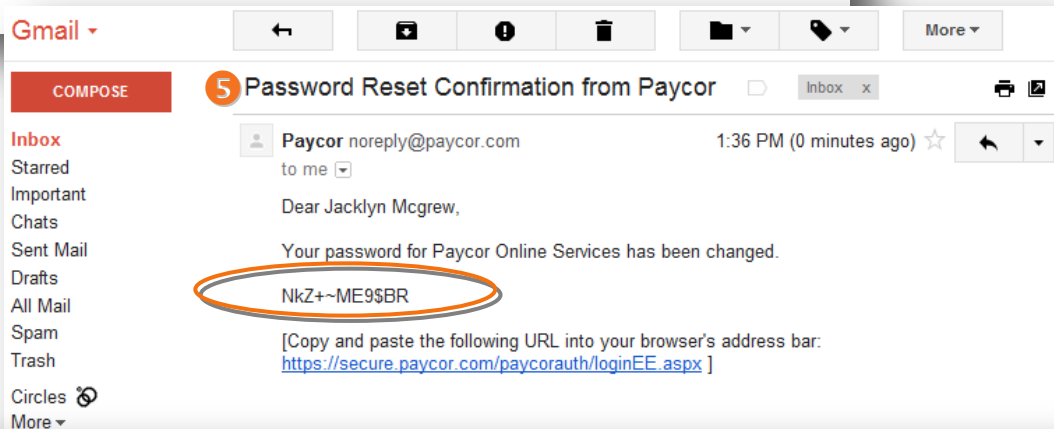 Gmail
More
COMPOSE
5 Password Reset Confirmation from Paycor
Inbox x
Inbox
Starred
Important
Chats
Sent Mail
Drafts
All Mail
Spam
Trash
Circles
More
Paycor noreply@paycor.com
1:36 PM (0 minutes ago)
to me
Dear Jacklyn Mcgrew,
Your password for Paycor Online Services has been changed.
NkZ+~ME9$BR
[Copy and paste the following URL into your browser's address bar:
https://secure.paycor.com/paycorauth/loginEE.aspx ]